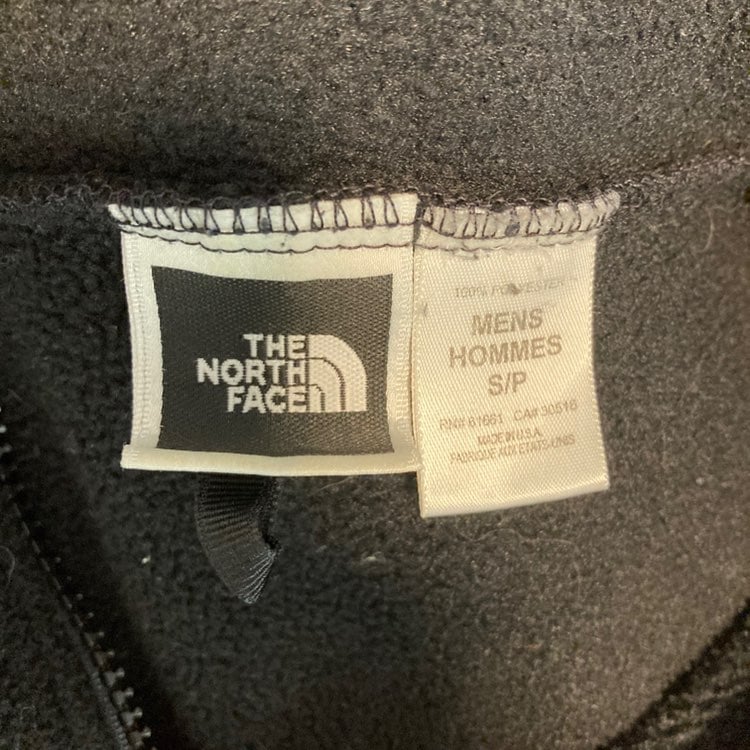 THE
NORTH
FACE
100% POLYESTER
MENS
HOMMES
S/P
RN# 61661 CA# 30516
MADE IN U.S.A.
FABRIQUE AUX ETATS-UNIS